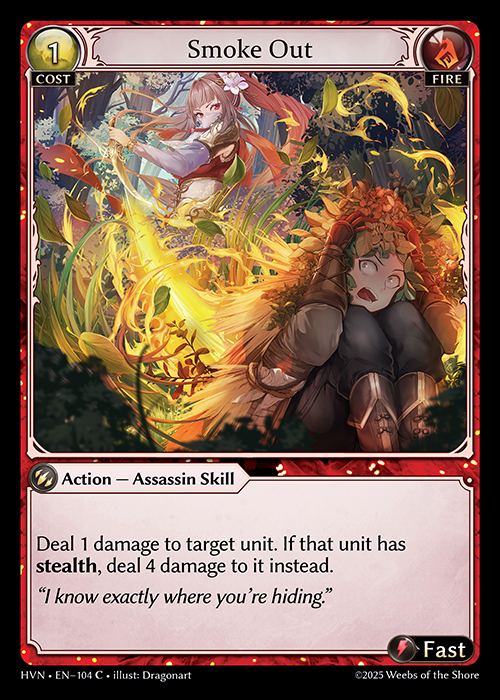 1
Smoke Out
COST
FIRE
Action — Assassin Skill
Deal 1 damage to target unit. If that unit has
stealth, deal 4 damage to it instead.
“I know exactly where you’re hiding.”
Fast
HVN • EN–104 C • illust: Dragonart
©2025 Weebs of the Shore